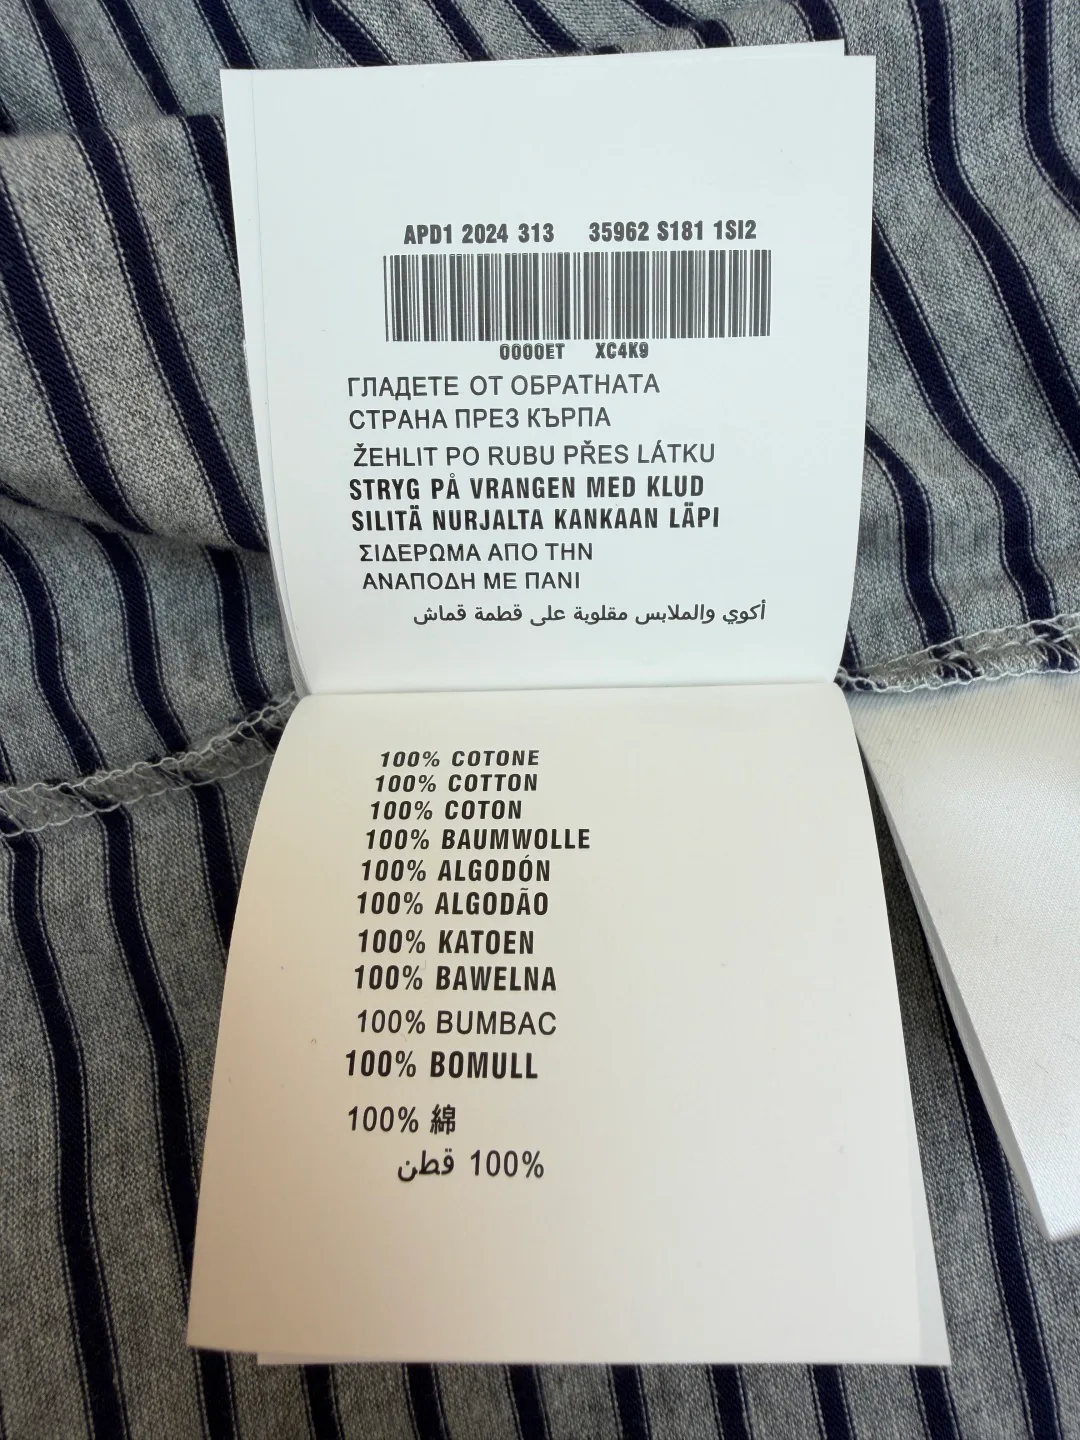 APD1 2024 313 35962 S181 1SI2
0000ET XC4K9
ГЛАДЕТЕ ОТ ОБРАТНАТА
СТРАНА ПРЕЗ КЪРПА
ŽEHLIT PO RUBU PŘES LÁTKU
STRYG PÅ VRANGEN MED KLUD
SILITÄ NURJALTA KANKAAN LÄPI
ΣΙΔΕΡΩΜΑ ΑΠΟ ΤΗΝ
ΑΝΑΠΟΔΗ ΜΕ ΠΑΝΙ
أكوي والملابس مقلوبة على قطمة قماش
100% COTONE
100% COTTON
100% COTON
100% BAUMWOLLE
100% ALGODÓN
100% ALGODÃO
100% KATOEN
100% BAWELNA
100% BUMBAC
100% BOMULL
100% 綿
100% قطن